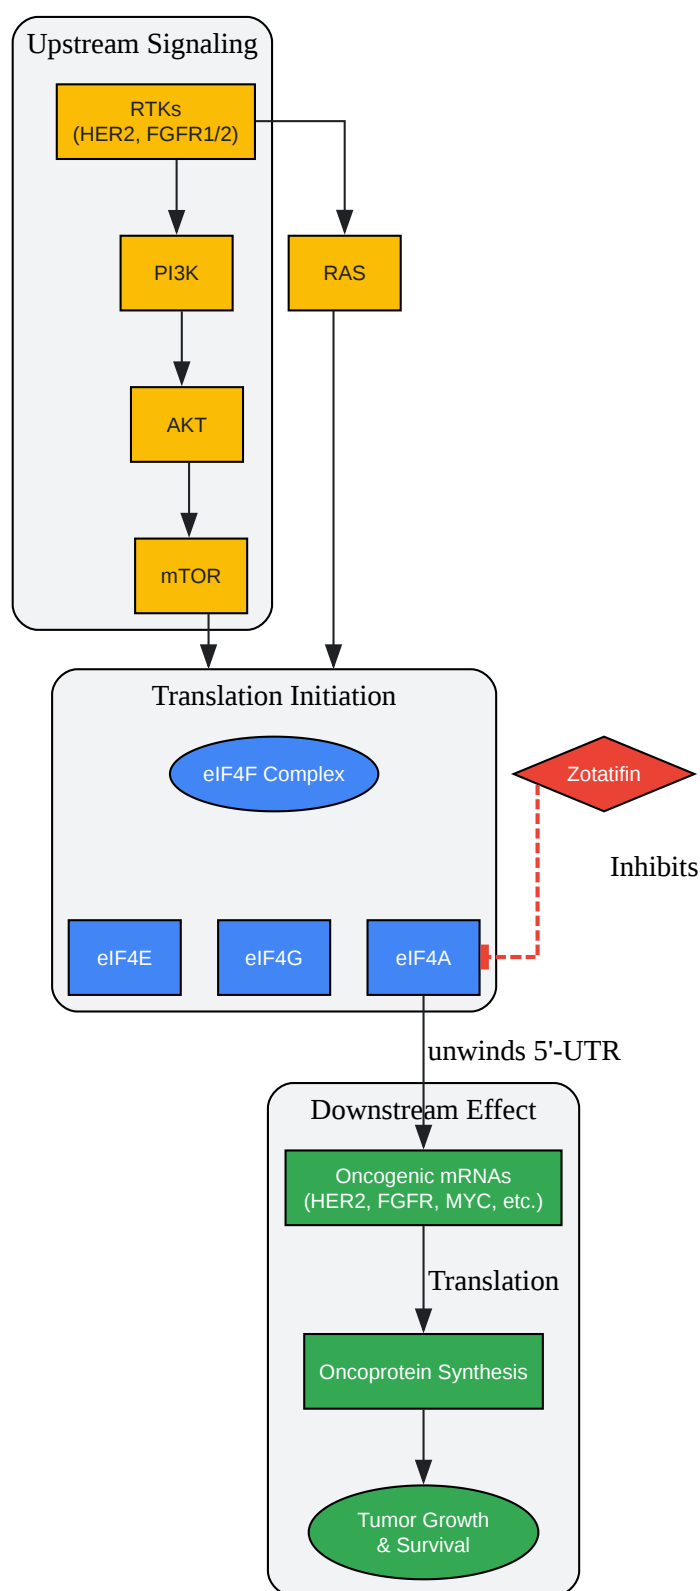 Upstream Signaling
RTKs
(HER2, FGFR1/2)
PI3K
RAS
AKT
mTOR
Translation Initiation
eIF4F Complex
Zotatifin
Inhibits
eIF4E
eIF4G
eIF4A
unwinds 5'-UTR
Downstream Effect
Oncogenic mRNAs
(HER2, FGFR, MYC, etc.)
Translation
Oncoprotein Synthesis
Tumor Growth
& Survival